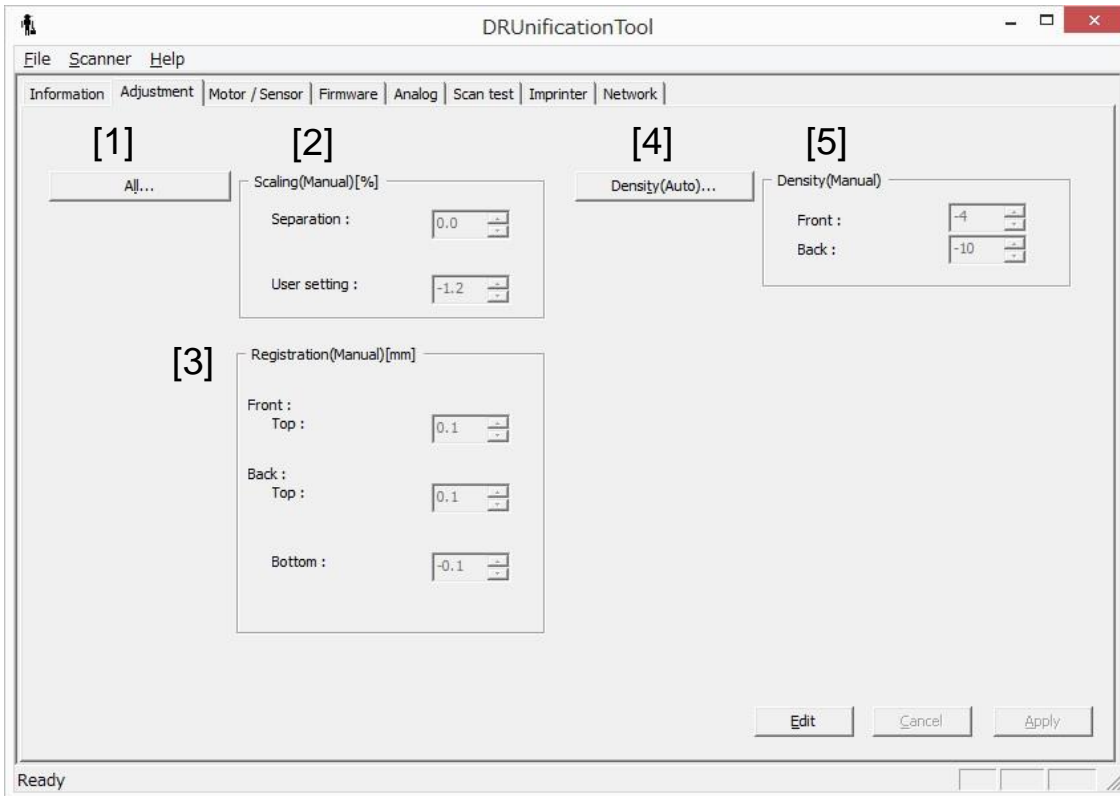 DRUnificationTool
File Scanner Help
Information Adjustment Motor / Sensor Firmware Analog Scan test Imprinter Network
[1] [2] [4] [5]
All... Scaling(Manual)[%] Density(Auto)... Density(Manual)
Separation : 0.0 Front : -4
Back : -10
User setting : -1.2
[3] Registration(Manual)[mm]
Front :
Top : 0.1
Back :
Top : 0.1
Bottom : -0.1
Edit Cancel Apply
Ready